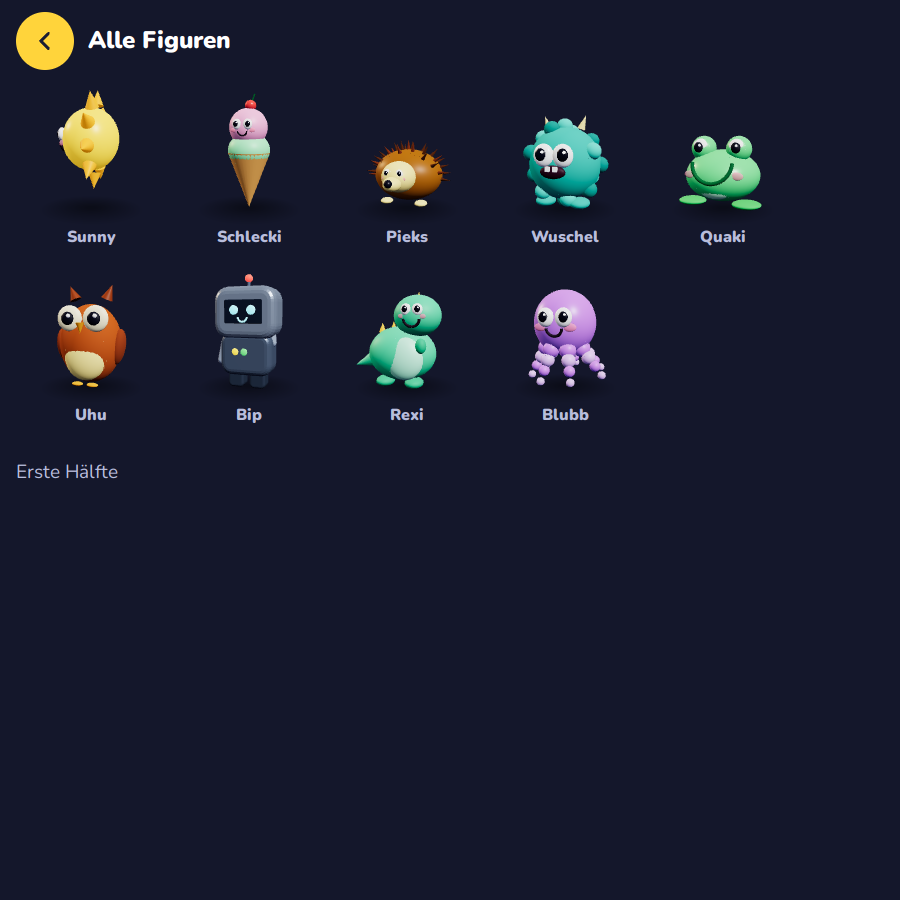 Alle Figuren
Sunny
Schlecki
Pieks
Wuschel
Quaki
Uhu
Bip
Rexi
Blubb
Erste Hälfte